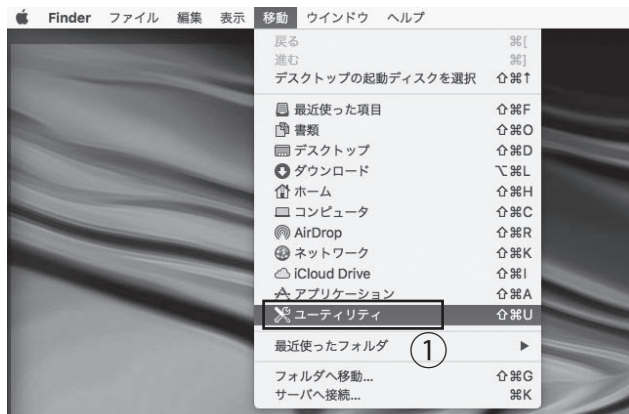 Finder ファイル 編集 表示 移動 ウインドウ ヘルプ
戻る ⌘[
進む ⌘]
デスクトップの起動ディスクを選択 ⇧⌘↑
最近使った項目 ⇧⌘F
書類 ⇧⌘O
デスクトップ ⇧⌘D
ダウンロード ⌥⌘L
ホーム ⇧⌘H
コンピュータ ⇧⌘C
AirDrop ⇧⌘R
ネットワーク ⇧⌘K
iCloud Drive ⇧⌘I
アプリケーション ⇧⌘A
ユーティリティ ⇧⌘U
最近使ったフォルダ ① ▶
フォルダへ移動... ⇧⌘G
サーバへ接続... ⌘K